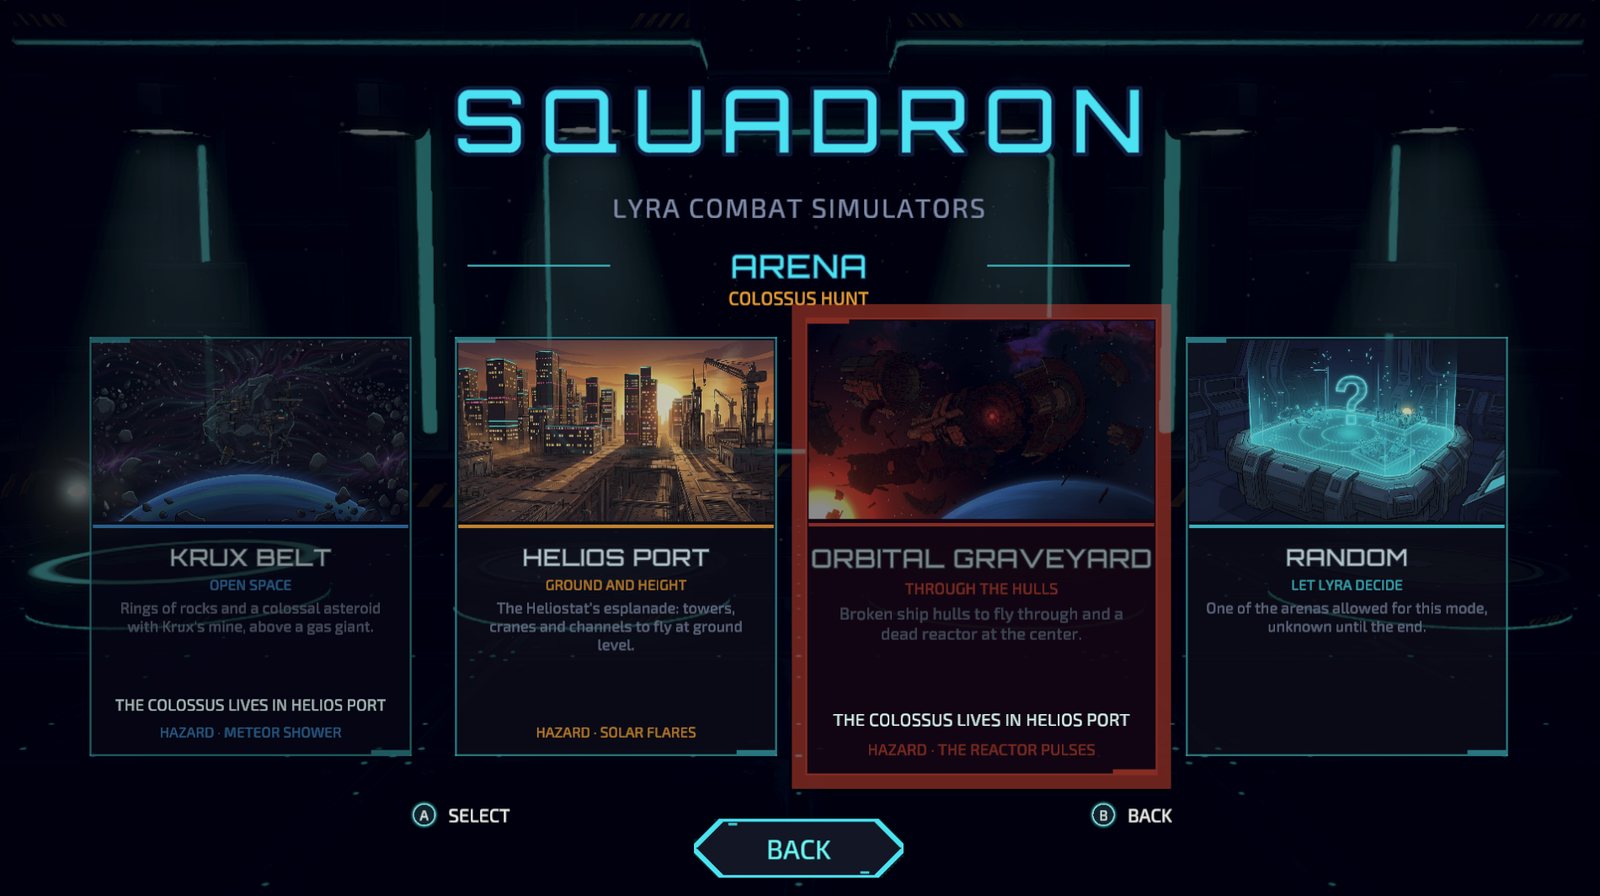 SQUADRON
LYRA COMBAT SIMULATORS
ARENA
COLOSSUS HUNT
KRUX BELT
OPEN SPACE
Rings of rocks and a colossal asteroid
with Krux's mine, above a gas giant.
THE COLOSSUS LIVES IN HELIOS PORT
HAZARD · METEOR SHOWER
HELIOS PORT
GROUND AND HEIGHT
The Heliostat's esplanade: towers,
cranes and channels to fly at ground
level.
HAZARD · SOLAR FLARES
ORBITAL GRAVEYARD
THROUGH THE HULLS
Broken ship hulls to fly through and a
dead reactor at the center.
THE COLOSSUS LIVES IN HELIOS PORT
HAZARD · THE REACTOR PULSES
?
RANDOM
LET LYRA DECIDE
One of the arenas allowed for this mode,
unknown until the end.
A SELECT
B BACK
BACK